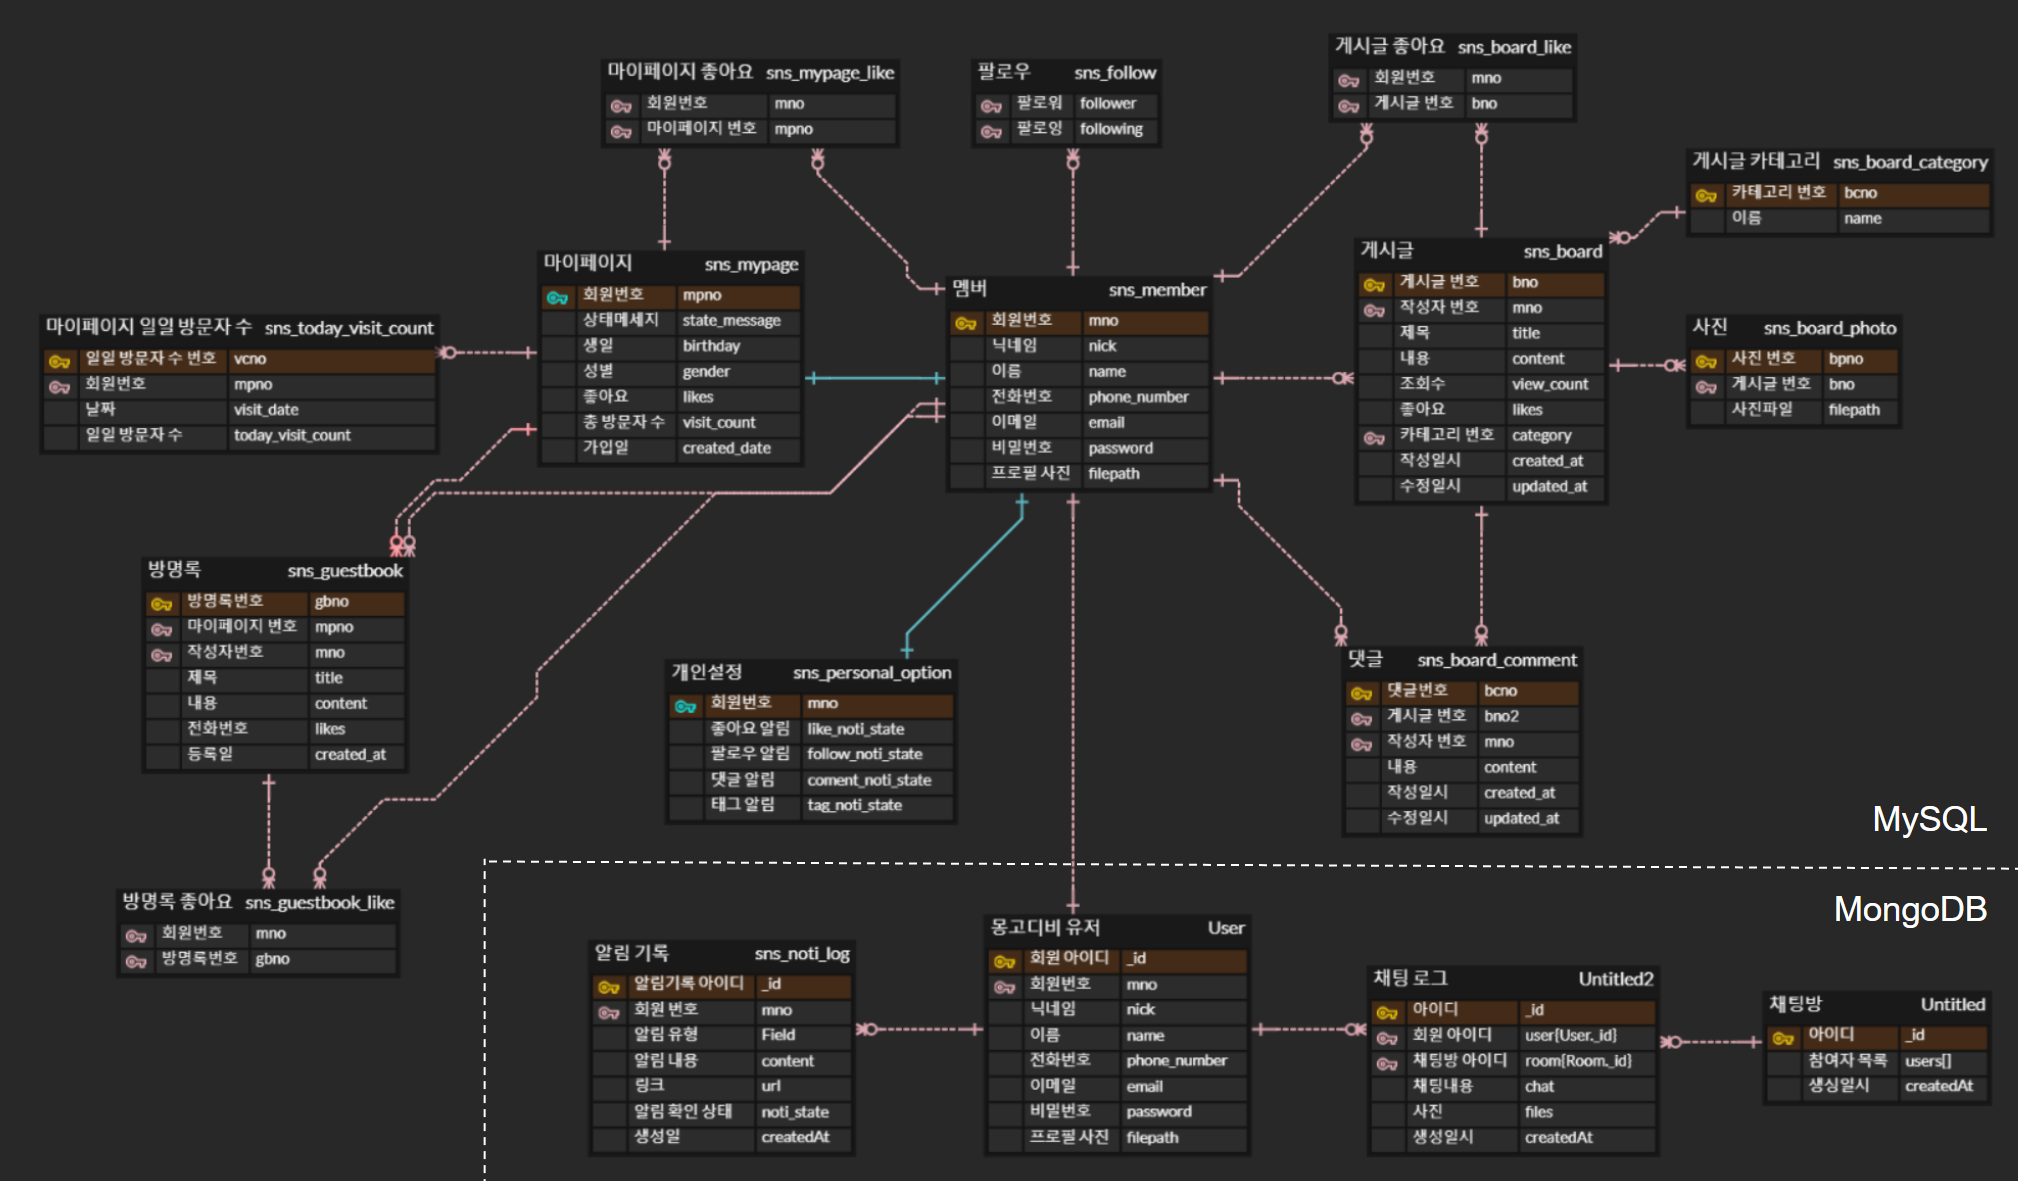 마이페이지 좋아요 sns_mypage_like
회원번호 mno
마이페이지 번호 mpno
팔로우 sns_follow
팔로워 follower
팔로잉 following
게시글 좋아요 sns_board_like
회원번호 mno
게시글 번호 bno
게시글 카테고리 sns_board_category
카테고리 번호 bcno
이름 name
마이페이지 sns_mypage
회원번호 mpno
상태메세지 state_message
생일 birthday
성별 gender
좋아요 likes
총 방문자 수 visit_count
가입일 created_date
멤버 sns_member
회원번호 mno
닉네임 nick
이름 name
전화번호 phone_number
이메일 email
비밀번호 password
프로필 사진 filepath
게시글 sns_board
게시글 번호 bno
작성자 번호 mno
제목 title
내용 content
조회수 view_count
좋아요 likes
카테고리 번호 category
작성일시 created_at
수정일시 updated_at
마이페이지 일일 방문자 수 sns_today_visit_count
일일 방문자 수 번호 vcno
회원번호 mpno
날짜 visit_date
일일 방문자 수 today_visit_count
사진 sns_board_photo
사진 번호 bpno
게시글 번호 bno
사진파일 filepath
방명록 sns_guestbook
방명록번호 gbno
마이페이지 번호 mpno
작성자번호 mno
제목 title
내용 content
전화번호 likes
등록일 created_at
개인설정 sns_personal_option
회원번호 mno
좋아요 알림 like_noti_state
팔로우 알림 follow_noti_state
댓글 알림 coment_noti_state
태그 알림 tag_noti_state
댓글 sns_board_comment
댓글번호 bcno
게시글 번호 bno2
작성자 번호 mno
내용 content
작성일시 created_at
수정일시 updated_at
MySQL
MongoDB
방명록 좋아요 sns_guestbook_like
회원번호 mno
방명록번호 gbno
알림 기록 sns_noti_log
알림기록 아이디 _id
회원 번호 mno
알림 유형 Field
알림 내용 content
링크 url
알림 확인 상태 noti_state
생성일 createdAt
몽고디비 유저 User
회원 아이디 _id
회원번호 mno
닉네임 nick
이름 name
전화번호 phone_number
이메일 email
비밀번호 password
프로필 사진 filepath
채팅 로그 Untitled2
아이디 _id
회원 아이디 user{User._id}
채팅방 아이디 room{Room._id}
채팅내용 chat
사진 files
생성일시 createdAt
채팅방 Untitled
아이디 _id
참여자 목록 users[]
생싱일시 createdAt